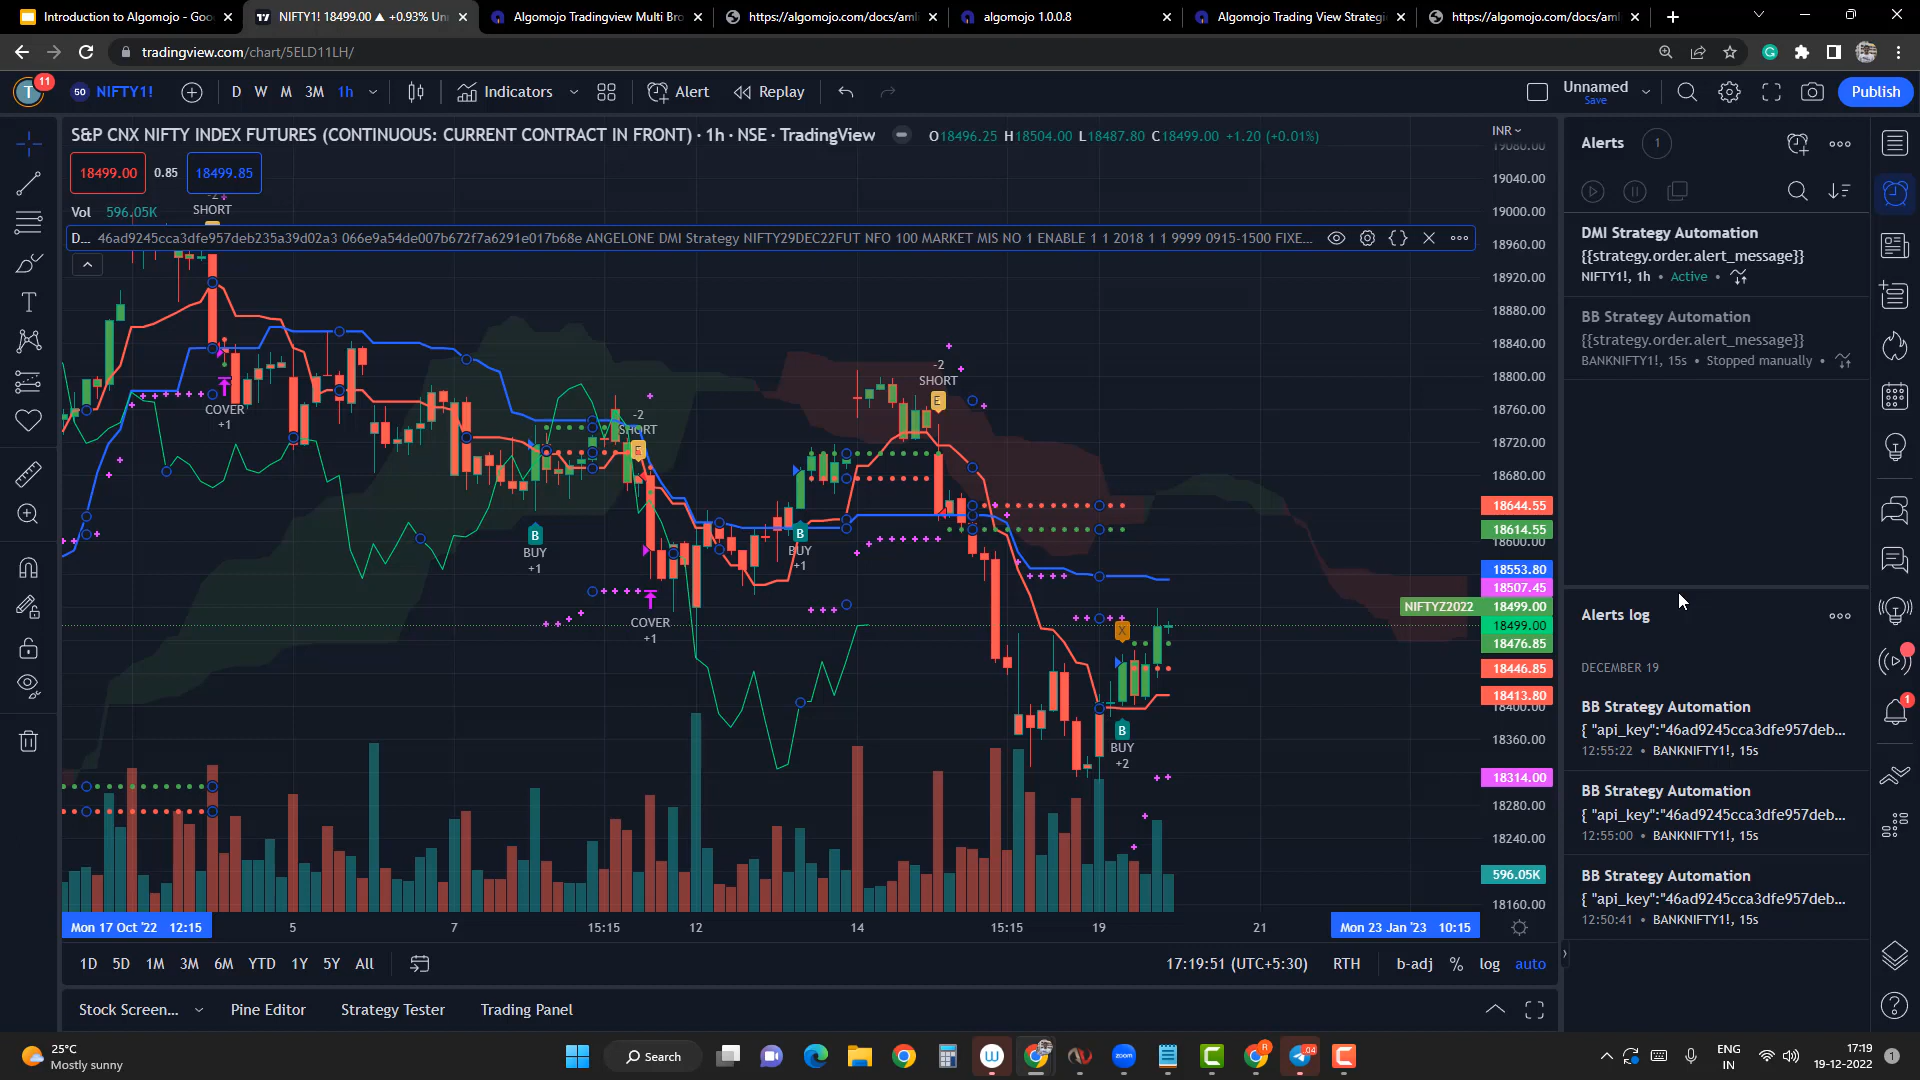 Introduction to Algomojo - Goo
NIFTY1! 18499.00 ▲ +0.93% Un
Algomojo Tradingview Multi Bro
https://algomojo.com/docs/aml
algomojo 1.0.0.8
Algomojo Trading View Strategi
https://algomojo.com/docs/aml
tradingview.com/chart/5ELD11LH/
T
11
50
NIFTY1!
D W M 3M 1h
Indicators
Alert
Replay
Unnamed
Save
Publish
S&P CNX NIFTY INDEX FUTURES (CONTINUOUS: CURRENT CONTRACT IN FRONT) · 1h · NSE · TradingView
O18496.25 H18504.00 L18487.80 C18499.00 +1.20 (+0.01%)
18499.00
0.85
18499.85
Vol 596.05K
-2
SHORT
D... 46ad9245cca3dfe957deb235a39d02a3 066e9a54de007b672f7a6291e017b68e ANGELONE DMI Strategy NIFTY29DEC22FUT NFO 100 MARKET MIS NO 1 ENABLE 1 1 2018 1 1 9999 0915-1500 FIXE...
COVER
+1
-2
SHORT
E
B
BUY
+1
COVER
+1
B
BUY
+1
-2
SHORT
E
X
B
BUY
+2
INR
19080.00
19040.00
19000.00
18960.00
18920.00
18880.00
18840.00
18800.00
18760.00
18720.00
18680.00
18644.55
18614.55
18600.00
18553.80
18507.45
NIFTYZ2022 18499.00
18499.00
18476.85
18446.85
18413.80
18400.00
18360.00
18314.00
18280.00
18240.00
596.05K
18160.00
Mon 17 Oct '22 12:15
5
7
15:15
12
14
15:15
19
21
Mon 23 Jan '23 10:15
1D 5D 1M 3M 6M YTD 1Y 5Y All
17:19:51 (UTC+5:30)
RTH
b-adj
%
log
auto
Stock Screen...
Pine Editor
Strategy Tester
Trading Panel
Alerts
1
DMI Strategy Automation
{{strategy.order.alert_message}}
NIFTY1!, 1h • Active •
BB Strategy Automation
{{strategy.order.alert_message}}
BANKNIFTY1!, 15s • Stopped manually •
Alerts log
DECEMBER 19
BB Strategy Automation
{ "api_key":"46ad9245cca3dfe957deb...
12:55:22 • BANKNIFTY1!, 15s
BB Strategy Automation
{ "api_key":"46ad9245cca3dfe957deb...
12:55:00 • BANKNIFTY1!, 15s
BB Strategy Automation
{ "api_key":"46ad9245cca3dfe957deb...
12:50:41 • BANKNIFTY1!, 15s
1
25°C
Mostly sunny
Search
zoom
ENG
IN
17:19
19-12-2022
1